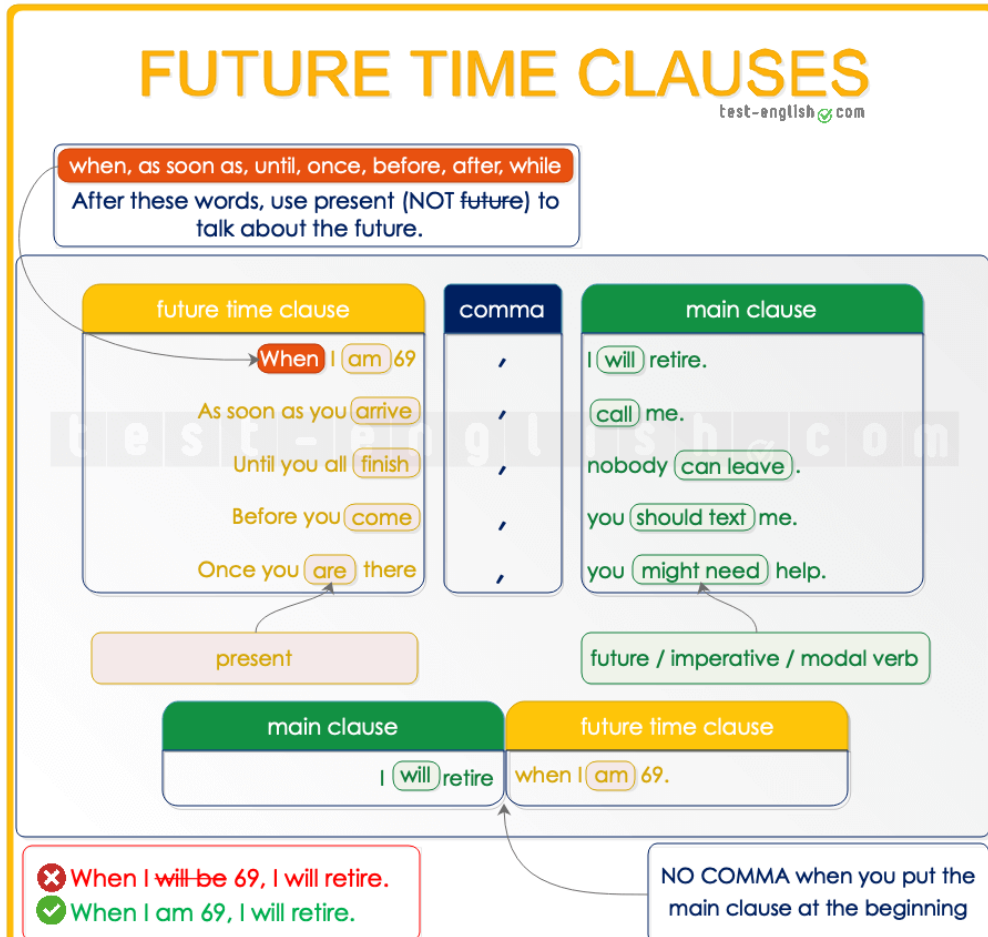 FUTURE TIME CLAUSES
test-english com
when, as soon as, until, once, before, after, while
After these words, use present (NOT future) to
talk about the future.
future time clause comma main clause
When I am 69 , I will retire.
As soon as you arrive , call me.
Until you all finish , nobody can leave.
Before you come , you should text me.
Once you are there , you might need help.
test-english com
present
future / imperative / modal verb
main clause future time clause
I will retire when I am 69.
When I will be 69, I will retire.
When I am 69, I will retire.
NO COMMA when you put the
main clause at the beginning